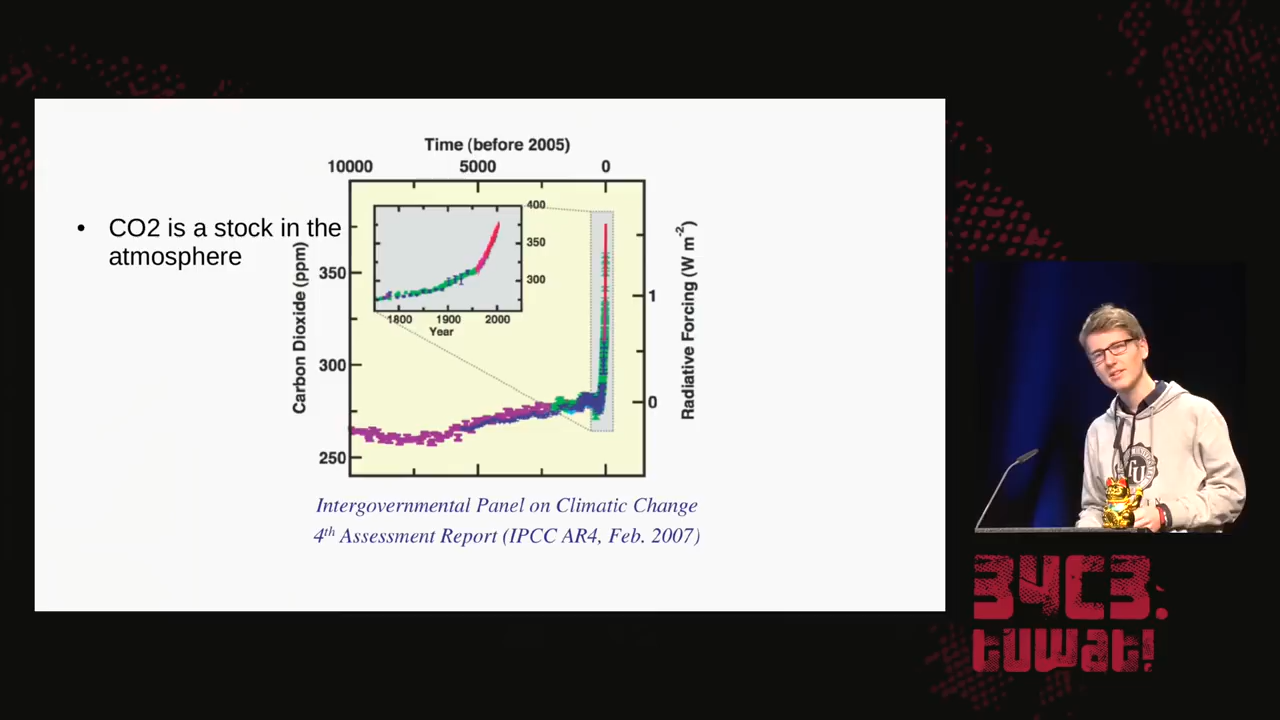 Time (before 2005)
10000 5000 0
• CO2 is a stock in the
atmosphere
Carbon Dioxide (ppm)
350
300
250
400
350
300
1800 1900 2000
Year
1
0
Radiative Forcing (W m⁻²)
Intergovernmental Panel on Climatic Change
4th Assessment Report (IPCC AR4, Feb. 2007)
34C3.
tuwat!